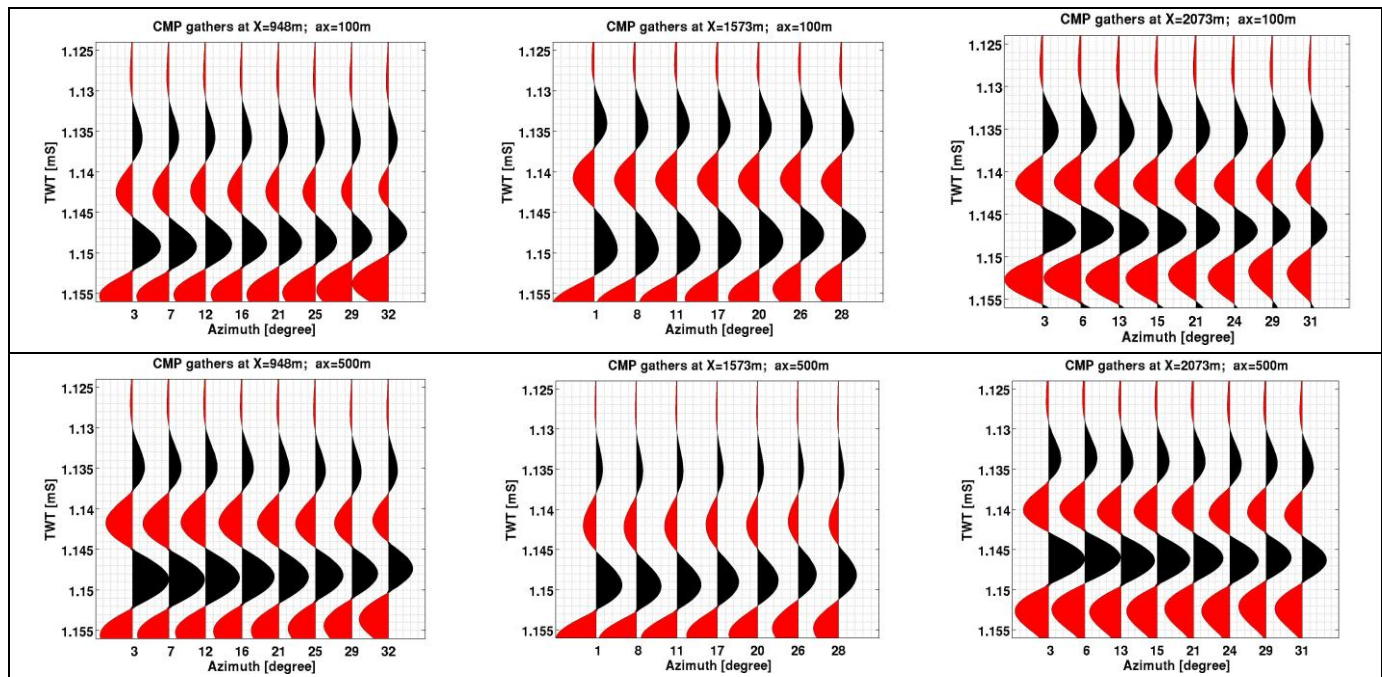 CMP gathers at X=948m; ax=100m
1.125
1.13
1.135
1.14
1.145
1.15
1.155
TWT [mS]
3 7 12 16 21 25 29 32
Azimuth [degree]
CMP gathers at X=1573m; ax=100m
1.125
1.13
1.135
1.14
1.145
1.15
1.155
TWT [mS]
1 8 11 17 20 26 28
Azimuth [degree]
CMP gathers at X=2073m; ax=100m
1.125
1.13
1.135
1.14
1.145
1.15
1.155
TWT [mS]
3 6 13 15 21 24 29 31
Azimuth [degree]
CMP gathers at X=948m; ax=500m
1.125
1.13
1.135
1.14
1.145
1.15
1.155
TWT [mS]
3 7 12 16 21 25 29 32
Azimuth [degree]
CMP gathers at X=1573m; ax=500m
1.125
1.13
1.135
1.14
1.145
1.15
1.155
TWT [mS]
1 8 11 17 20 26 28
Azimuth [degree]
CMP gathers at X=2073m; ax=500m
1.125
1.13
1.135
1.14
1.145
1.15
1.155
TWT [mS]
3 6 13 15 21 24 29 31
Azimuth [degree]